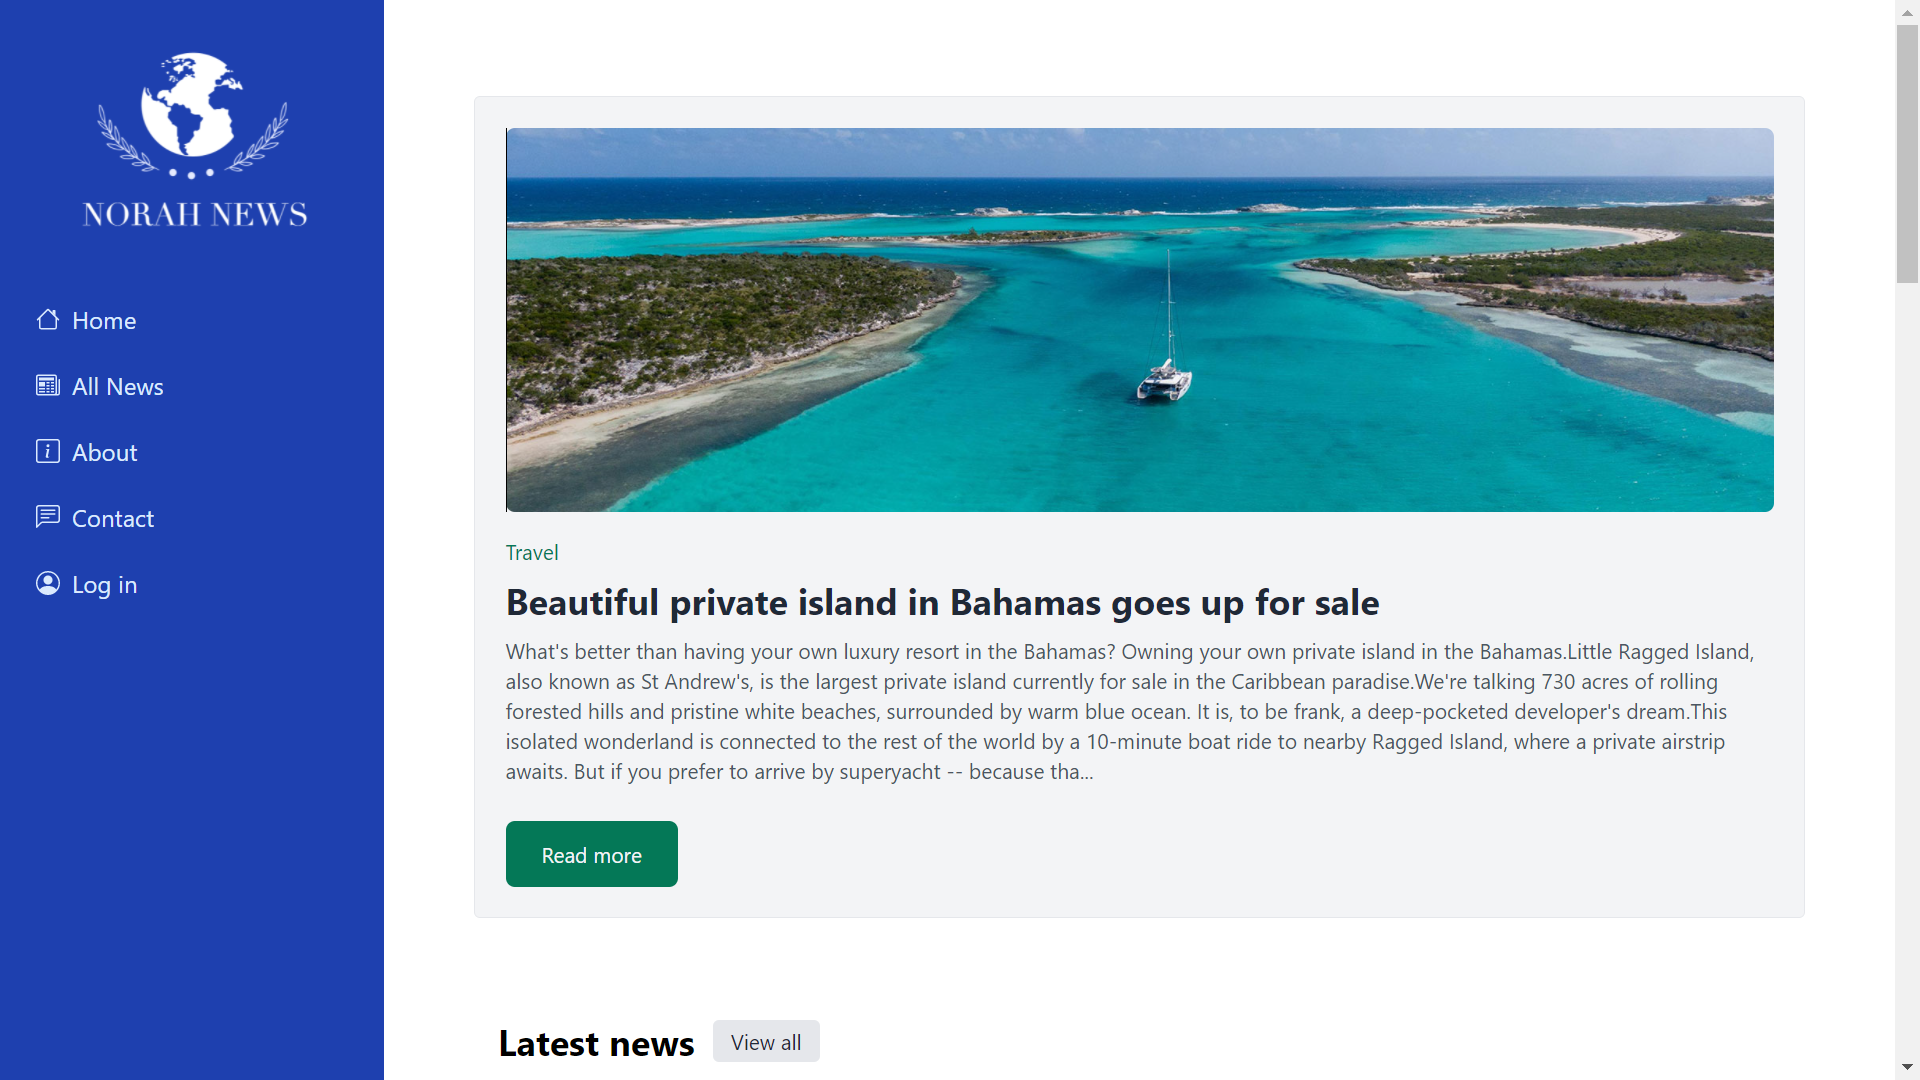 NORAH NEWS
Home
All News
About
Contact
Log in
Travel
Beautiful private island in Bahamas goes up for sale
What's better than having your own luxury resort in the Bahamas? Owning your own private island in the Bahamas.Little Ragged Island,
also known as St Andrew's, is the largest private island currently for sale in the Caribbean paradise.We're talking 730 acres of rolling
forested hills and pristine white beaches, surrounded by warm blue ocean. It is, to be frank, a deep-pocketed developer's dream.This
isolated wonderland is connected to the rest of the world by a 10-minute boat ride to nearby Ragged Island, where a private airstrip
awaits. But if you prefer to arrive by superyacht -- because tha...
Read more
Latest news
View all